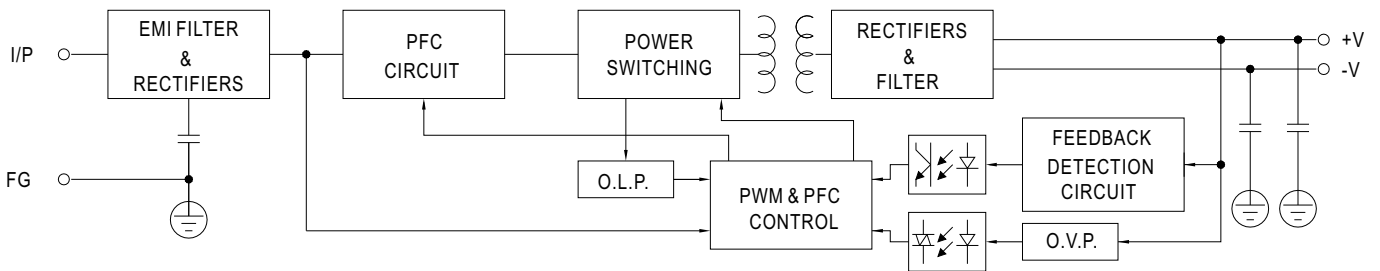 I/P
EMI FILTER
&
RECTIFIERS
PFC
CIRCUIT
POWER
SWITCHING
RECTIFIERS
&
FILTER
+V
-V
FG
O.L.P.
PWM & PFC
CONTROL
FEEDBACK
DETECTION
CIRCUIT
O.V.P.